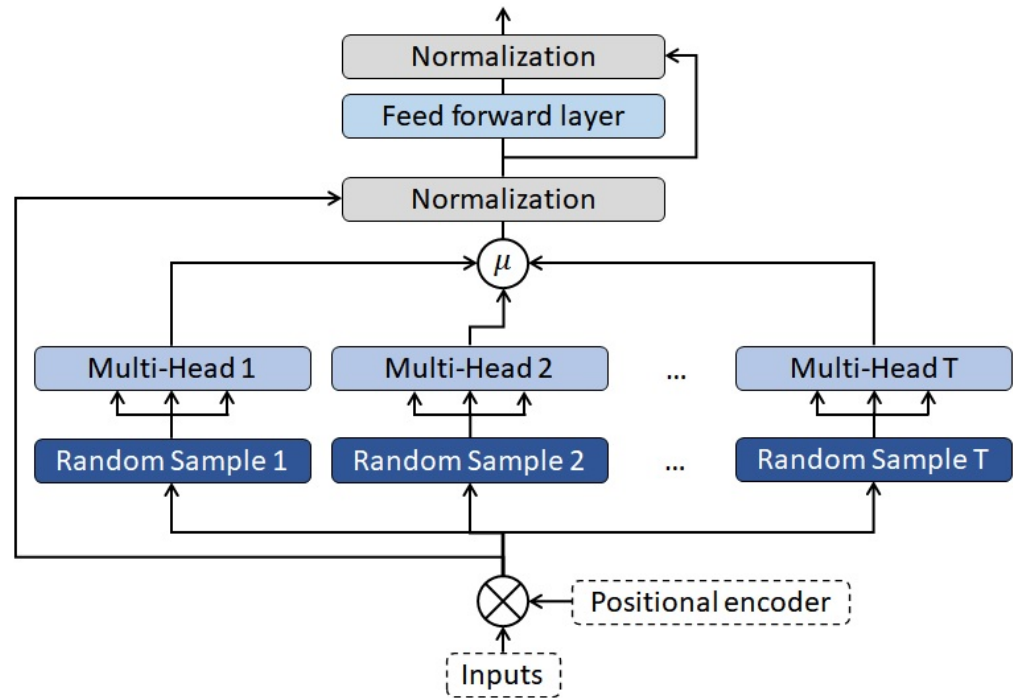 Normalization
Feed forward layer
Normalization
μ
Multi-Head 1 Multi-Head 2 ... Multi-Head T
Random Sample 1 Random Sample 2 ... Random Sample T
Positional encoder
Inputs